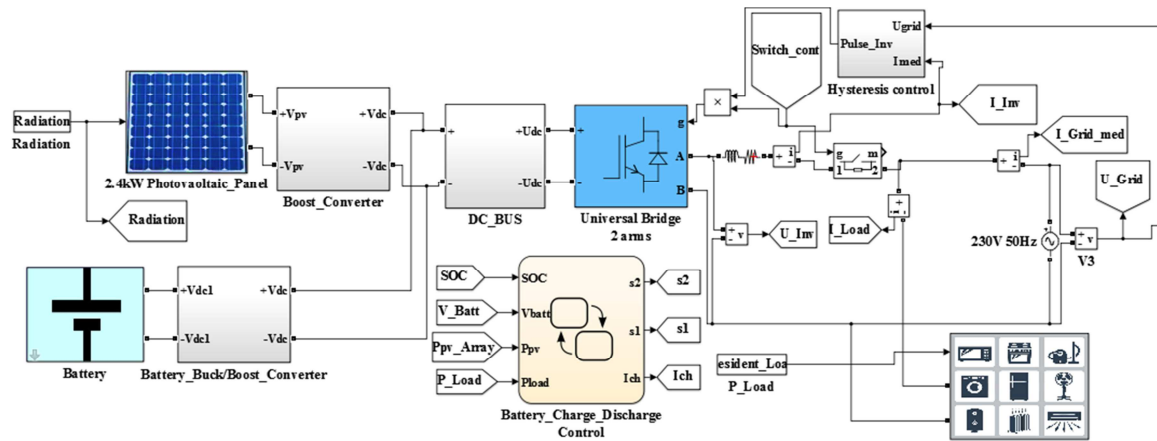 Ugrid
Switch_cont
Pulse_Inv
Imed
Hysteresis control
I_Inv
Radiation
Radiation
+Vpv
-Vpv
+Vdc
-Vdc
+
-
+Udc
-Udc
+
-
g
A
B
×
i
+
-
g
m
1
2
i
+
-
I_Grid_med
U_Grid
2.4kW Photovaoltaic_Panel
Boost_Converter
DC_BUS
Universal Bridge
2 arms
Radiation
+
-
v
U_Inv
I_Load
230V 50Hz
+
-
v
V3
+Vdc1
-Vdc1
+Vdc
-Vdc
Battery
Battery_Buck/Boost_Converter
SOC
V_Batt
Ppv_Array
P_Load
SOC
Vbatt
Ppv
Pload
s2
s1
Ich
s2
s1
Ich
Battery_Charge_Discharge
Control
esident_Loa
P_Load